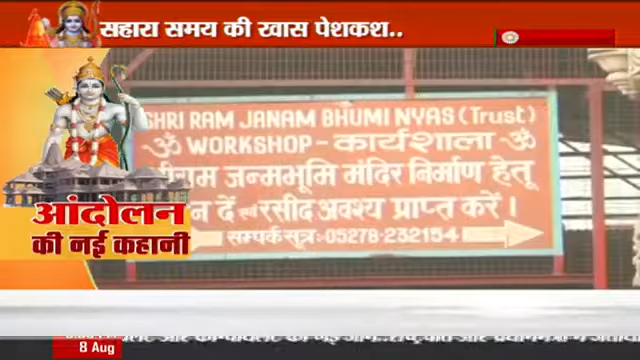 सहारा समय की खास पेशकश..
SHRI RAM JANAM BHUMI NYAS (Trust)
ॐ WORKSHOP - कार्यशाला - ॐ
जन्मभूमि मंदिर निर्माण हेतू
दें एवं रसीद अवश्य प्राप्त करें।
सम्पर्क सूत्र:-05278-232154
आंदोलन
की नई कहानी
8 Aug